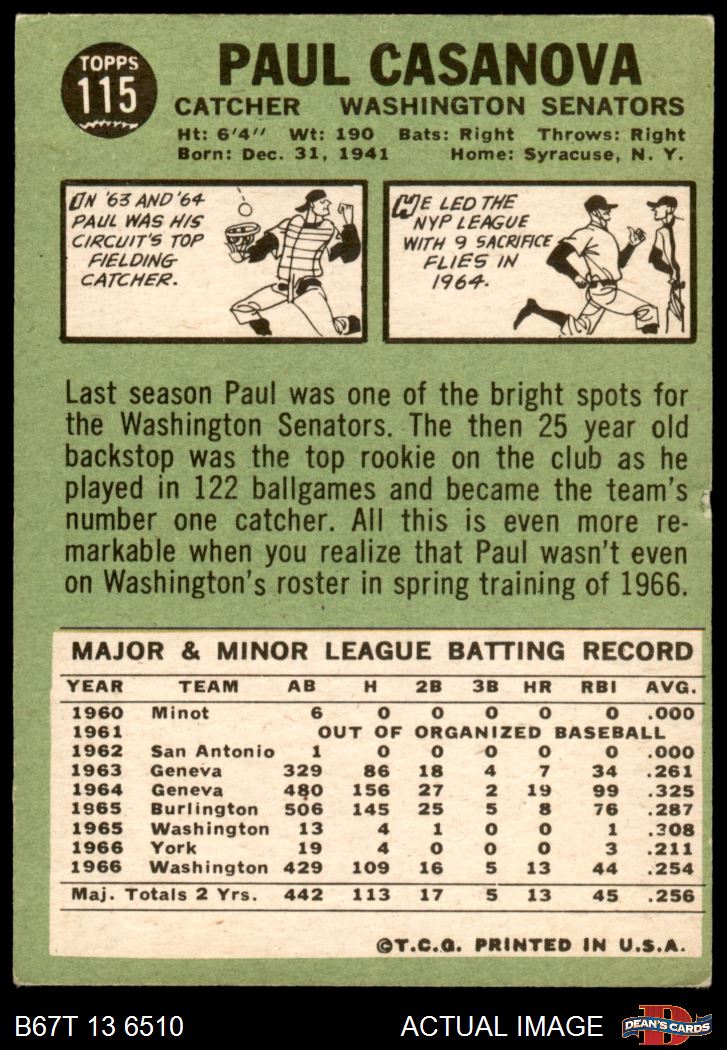 TOPPS
115
PAUL CASANOVA
CATCHER WASHINGTON SENATORS
Ht: 6'4" Wt: 190 Bats: Right Throws: Right
Born: Dec. 31, 1941 Home: Syracuse, N. Y.
IN '63 AND '64
PAUL WAS HIS
CIRCUIT'S TOP
FIELDING
CATCHER.
HE LED THE
NYP LEAGUE
WITH 9 SACRIFICE
FLIES IN
1964.
Last season Paul was one of the bright spots for
the Washington Senators. The then 25 year old
backstop was the top rookie on the club as he
played in 122 ballgames and became the team's
number one catcher. All this is even more re-
markable when you realize that Paul wasn't even
on Washington's roster in spring training of 1966.
MAJOR & MINOR LEAGUE BATTING RECORD
YEAR TEAM AB H 2B 3B HR RBI AVG.
1960 Minot 6 0 0 0 0 0 .000
1961 OUT OF ORGANIZED BASEBALL
1962 San Antonio 1 0 0 0 0 0 .000
1963 Geneva 329 86 18 4 7 34 .261
1964 Geneva 480 156 27 2 19 99 .325
1965 Burlington 506 145 25 5 8 76 .287
1965 Washington 13 4 1 0 0 1 .308
1966 York 19 4 0 0 0 3 .211
1966 Washington 429 109 16 5 13 44 .254
Maj. Totals 2 Yrs. 442 113 17 5 13 45 .256
©T.C.G. PRINTED IN U.S.A.
B67T 13 6510 ACTUAL IMAGE
D
DEAN'S CARDS